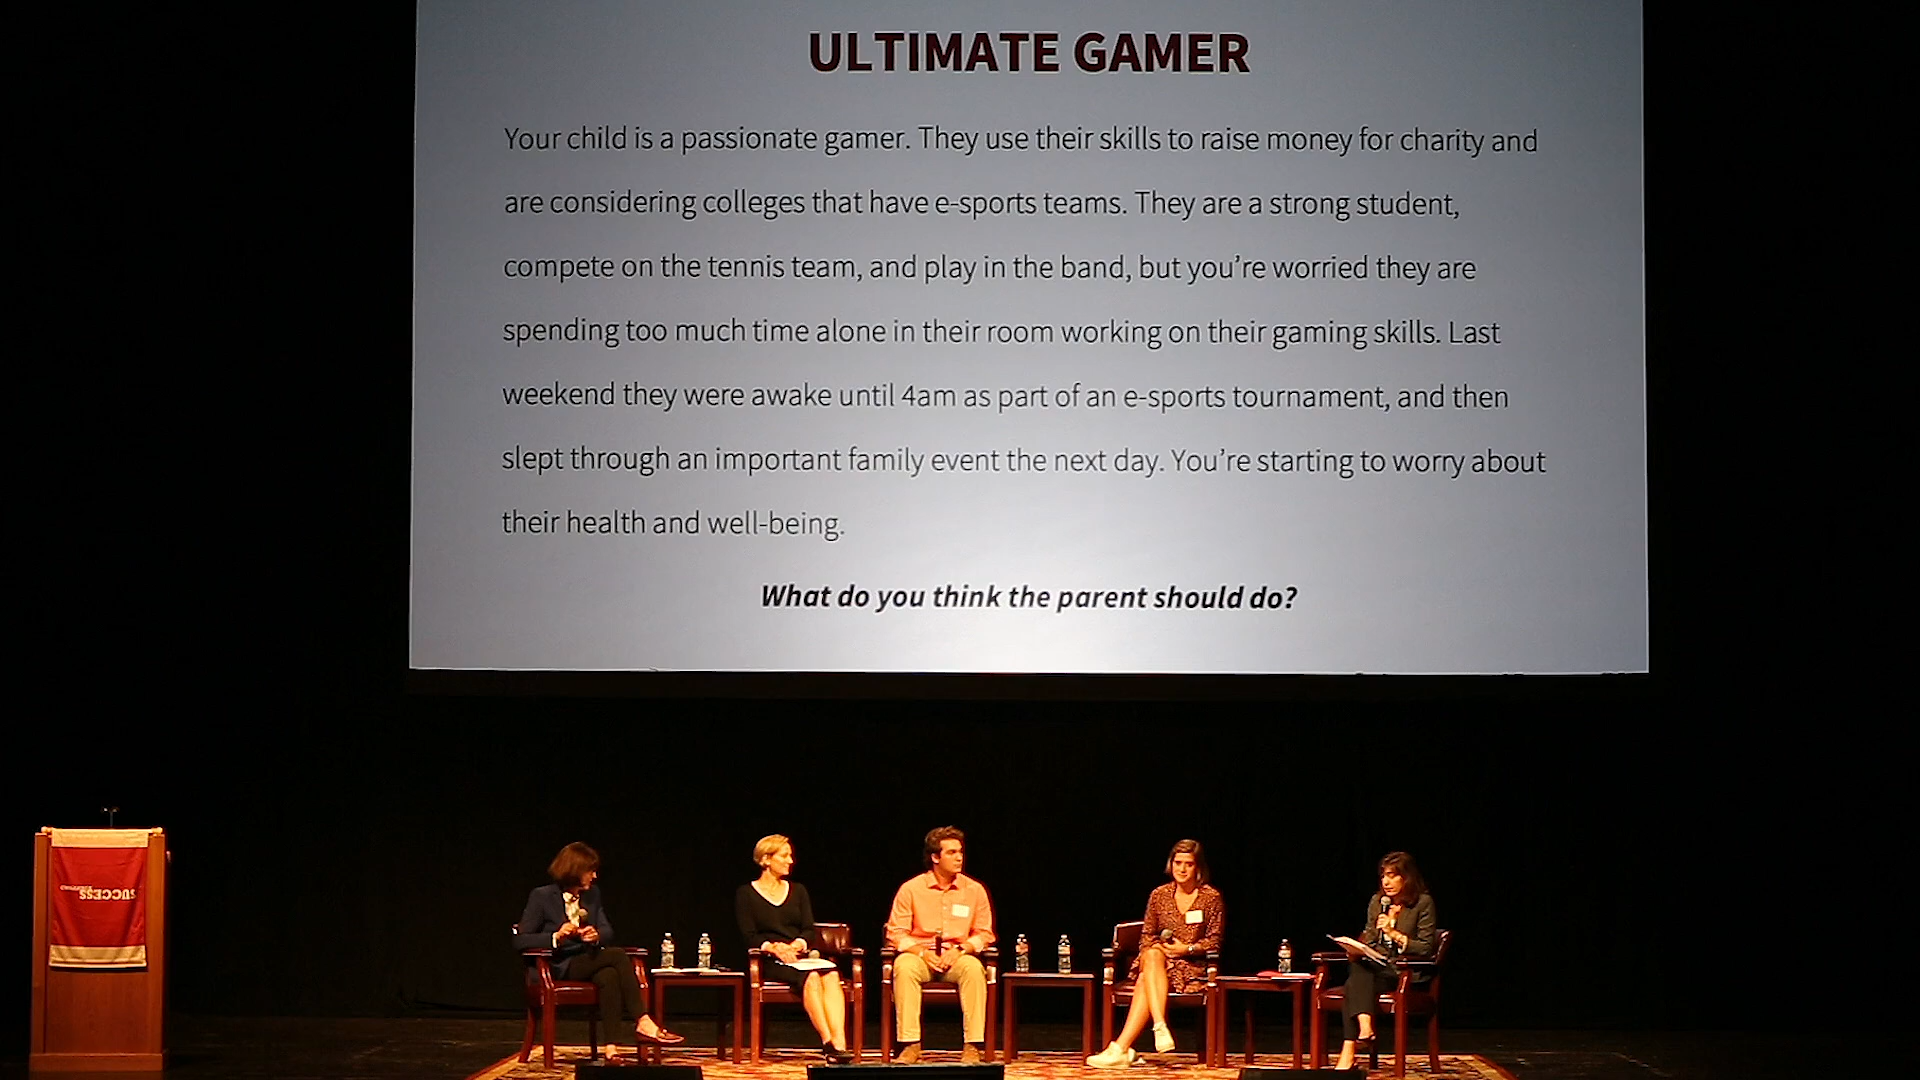 ULTIMATE GAMER
Your child is a passionate gamer. They use their skills to raise money for charity and
are considering colleges that have e-sports teams. They are a strong student,
compete on the tennis team, and play in the band, but you're worried they are
spending too much time alone in their room working on their gaming skills. Last
weekend they were awake until 4am as part of an e-sports tournament, and then
slept through an important family event the next day. You're starting to worry about
their health and well-being.
What do you think the parent should do?
SUCCESS